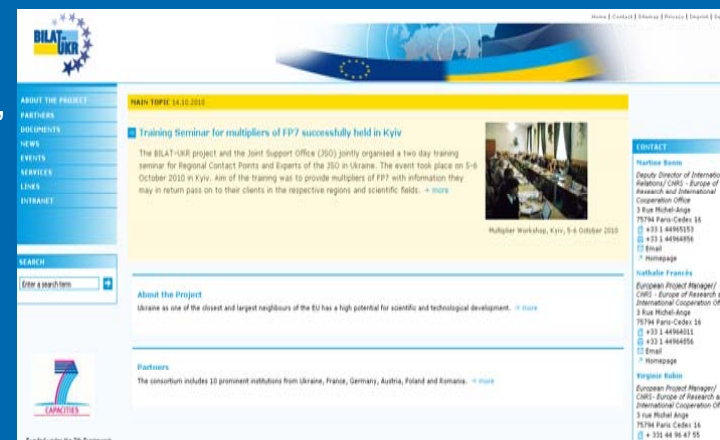 Home | Contact | Sitemap | Privacy | Imprint |
BILAT-
UKR
ABOUT THE PROJECT
PARTNERS
DOCUMENTS
NEWS
EVENTS
SERVICES
LINKS
INTRANET
SEARCH
Enter a search term
7
CAPACITIES
MAIN TOPIC 14.10.2010
Training Seminar for multipliers of FP7 successfully held in Kyiv
The BILAT-UKR project and the Joint Support Office (JSO) jointly organised a two day training
seminar for Regional Contact Points and Experts of the JSO in Ukraine. The event took place on 5-6
October 2010 in Kyiv. Aim of the training was to provide multipliers of FP7 with information they
may in return pass on to their clients in the respective regions and scientific fields. → more
Multiplier Workshop, Kyiv, 5-6 October 2010
About the Project
Ukraine as one of the closest and largest neighbours of the EU has a high potential for scientific and technological development. → more
Partners
The consortium includes 10 prominent institutions from Ukraine, France, Germany, Austria, Poland and Romania. → more
CONTACT
Martine Bonin
Deputy Director of
Relations/ CNRS - Europe of
Research and International
Cooperation Office
3 Rue Michel-Ange
75794 Paris-Cedex 16
+33 1 44965153
+33 1 44964856
Email
Homepage
Nathalie Francès
European Project Manager/
CNRS - Europe of Research
International Cooperation
3 Rue Michel-Ange
75794 Paris-Cedex 16
+33 1 44964011
+33 1 44964856
Email
Homepage
Virginie Robin
European Project Manager/
CNRS- Europe of Research
International Cooperation
3 rue Michel Ange
75794 Paris Cedex 16
+ 331 44 96 47 55